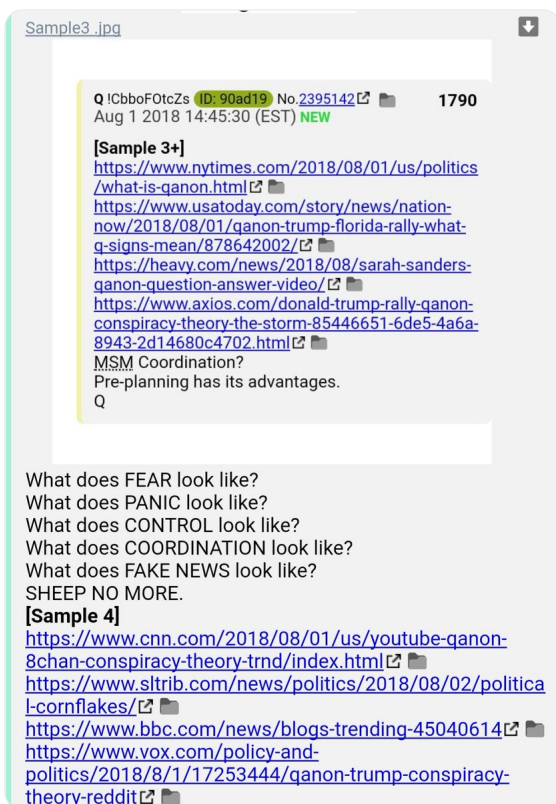 Sample3 .jpg
Q !CbboFOtcZs ID: 90ad19 No.2395142 1790
Aug 1 2018 14:45:30 (EST) NEW
[Sample 3+]
https://www.nytimes.com/2018/08/01/us/politics
/what-is-qanon.html
https://www.usatoday.com/story/news/nation-
now/2018/08/01/qanon-trump-florida-rally-what-
q-signs-mean/878642002/
https://heavy.com/news/2018/08/sarah-sanders-
qanon-question-answer-video/
https://www.axios.com/donald-trump-rally-qanon-
conspiracy-theory-the-storm-85446651-6de5-4a6a-
8943-2d14680c4702.html
MSM Coordination?
Pre-planning has its advantages.
Q
What does FEAR look like?
What does PANIC look like?
What does CONTROL look like?
What does COORDINATION look like?
What does FAKE NEWS look like?
SHEEP NO MORE.
[Sample 4]
https://www.cnn.com/2018/08/01/us/youtube-qanon-
8chan-conspiracy-theory-trnd/index.html
https://www.sltrib.com/news/politics/2018/08/02/politica
l-cornflakes/
https://www.bbc.com/news/blogs-trending-45040614
https://www.vox.com/policy-and-
politics/2018/8/1/17253444/qanon-trump-conspiracy-
theory-reddit